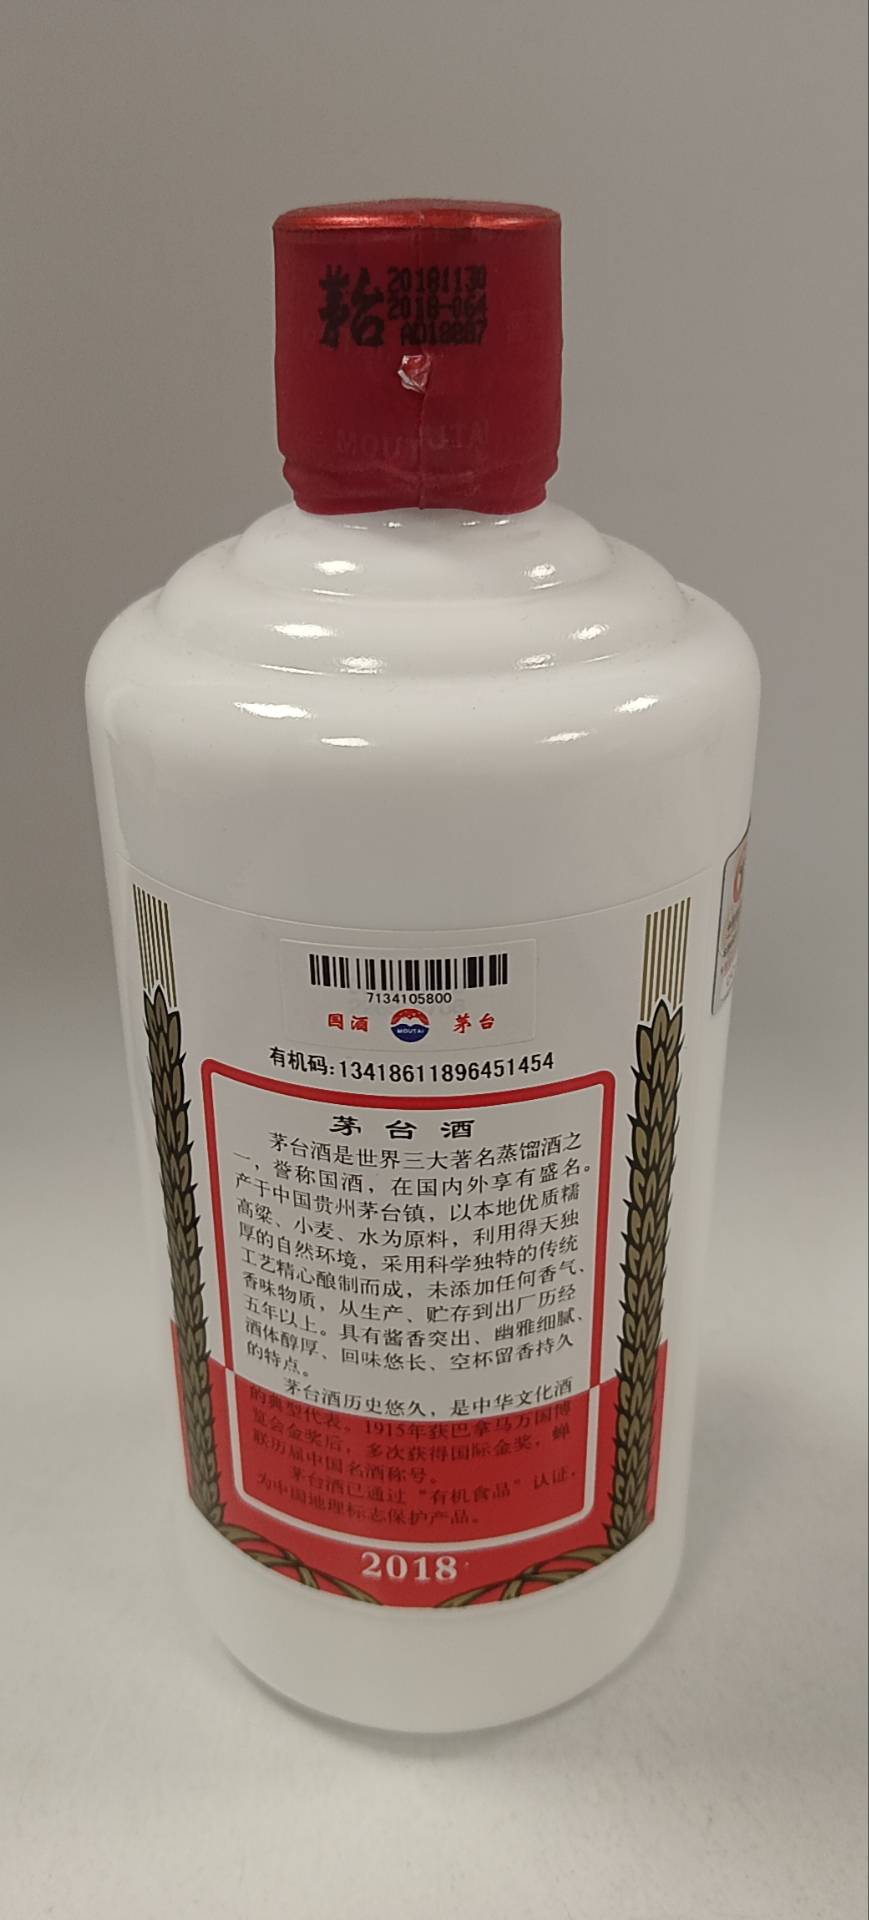 茅台
20181130
2018-064
AD18887
MOUTAI
7134105800
国酒 MOUTAI 茅台
有机码:13418611896451454
茅台酒
茅台酒是世界三大著名蒸馏酒之
一，誉称国酒，在国内外享有盛名。
产于中国贵州茅台镇，以本地优质糯
高粱、小麦、水为原料，利用得天独
厚的自然环境，采用科学独特的传统
工艺精心酿制而成，未添加任何香气、
香味物质，从生产、贮存到出厂历经
五年以上。具有酱香突出、幽雅细腻、
酒体醇厚、回味悠长、空杯留香持久
的特点。
茅台酒历史悠久，是中华文化酒
的典型代表。1915年获巴拿马万国博
览会金奖后，多次获得国际金奖，蝉
联历届中国名酒称号。
茅台酒已通过“有机食品”认证，
为中国地理标志保护产品。
2018